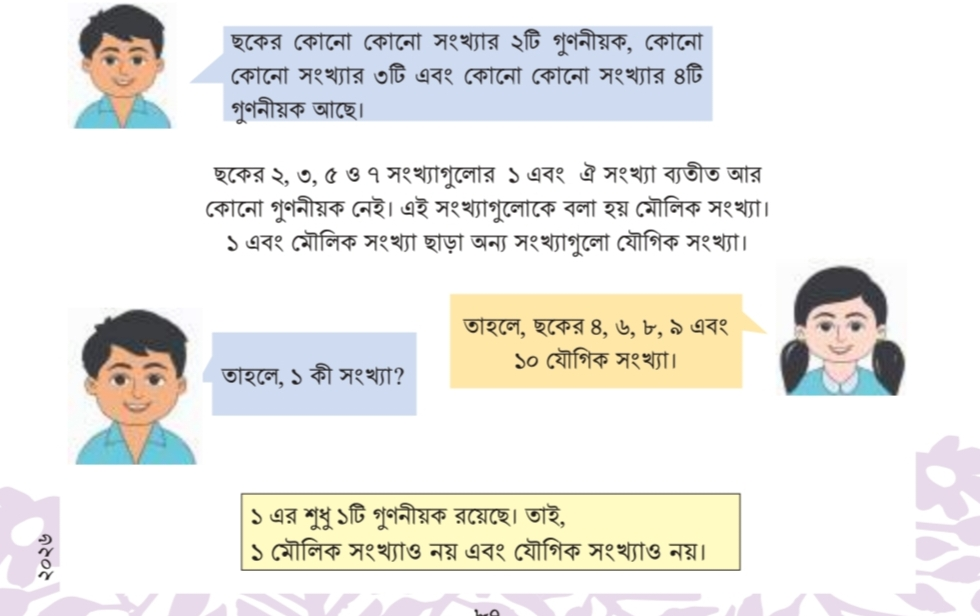 ছকের কোনো কোনো সংখ্যার ২টি গুণনীয়ক, কোনো
কোনো সংখ্যার ৩টি এবং কোনো কোনো সংখ্যার ৪টি
গুণনীয়ক আছে।
ছকের ২, ৩, ৫ ও ৭ সংখ্যাগুলোর ১ এবং ঐ সংখ্যা ব্যতীত আর
কোনো গুণনীয়ক নেই। এই সংখ্যাগুলোকে বলা হয় মৌলিক সংখ্যা।
১ এবং মৌলিক সংখ্যা ছাড়া অন্য সংখ্যাগুলো যৌগিক সংখ্যা।
তাহলে, ছকের ৪, ৬, ৮, ৯ এবং
১০ যৌগিক সংখ্যা।
তাহলে, ১ কী সংখ্যা?
১ এর শুধু ১টি গুণনীয়ক রয়েছে। তাই,
১ মৌলিক সংখ্যাও নয় এবং যৌগিক সংখ্যাও নয়।
২০২৬